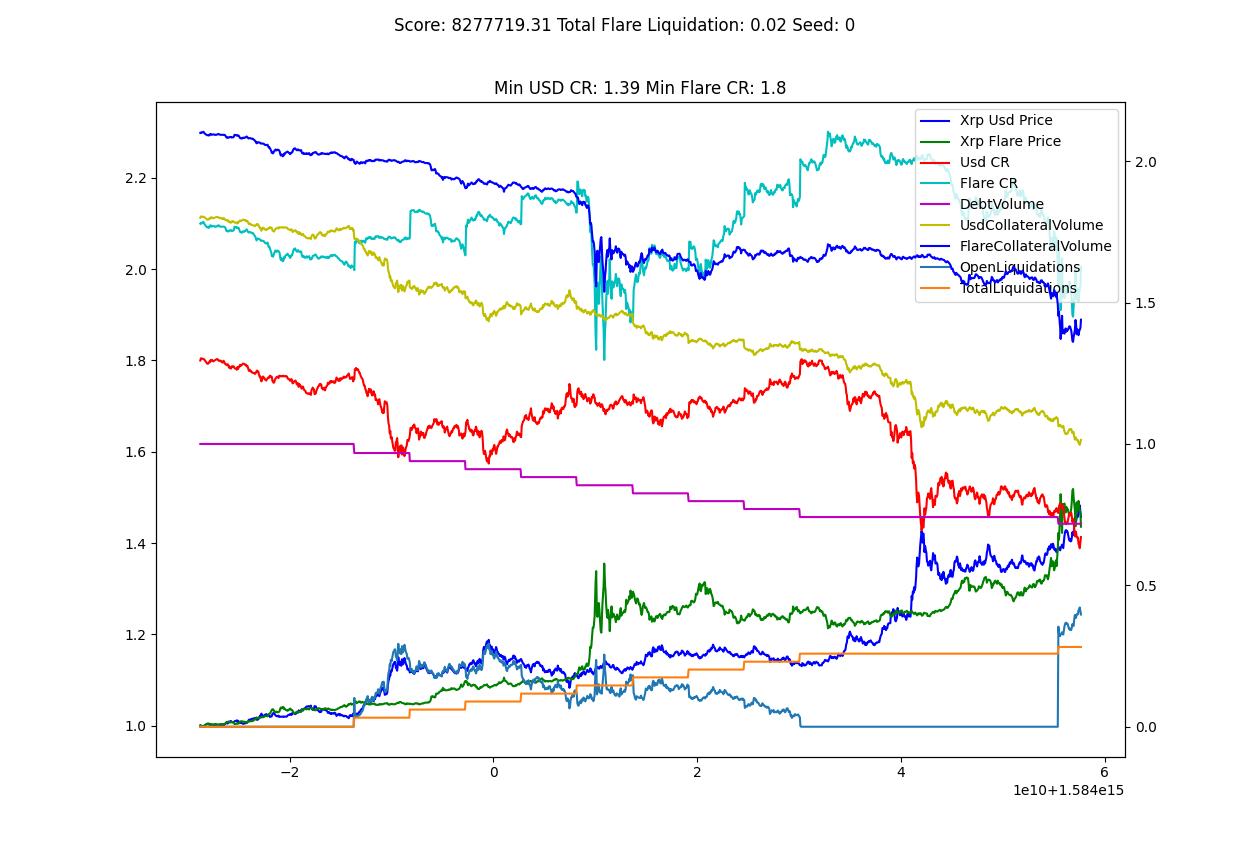 Score: 8277719.31 Total Flare Liquidation: 0.02 Seed: 0
Min USD CR: 1.39 Min Flare CR: 1.8
Xrp Usd Price
Xrp Flare Price
Usd CR
Flare CR
DebtVolume
UsdCollateralVolume
FlareCollateralVolume
OpenLiquidations
TotalLiquidations
2.2
2.0
1.8
1.6
1.4
1.2
1.0
2.0
1.5
1.0
0.5
0.0
−2 0 2 4 6
1e10+1.584e15